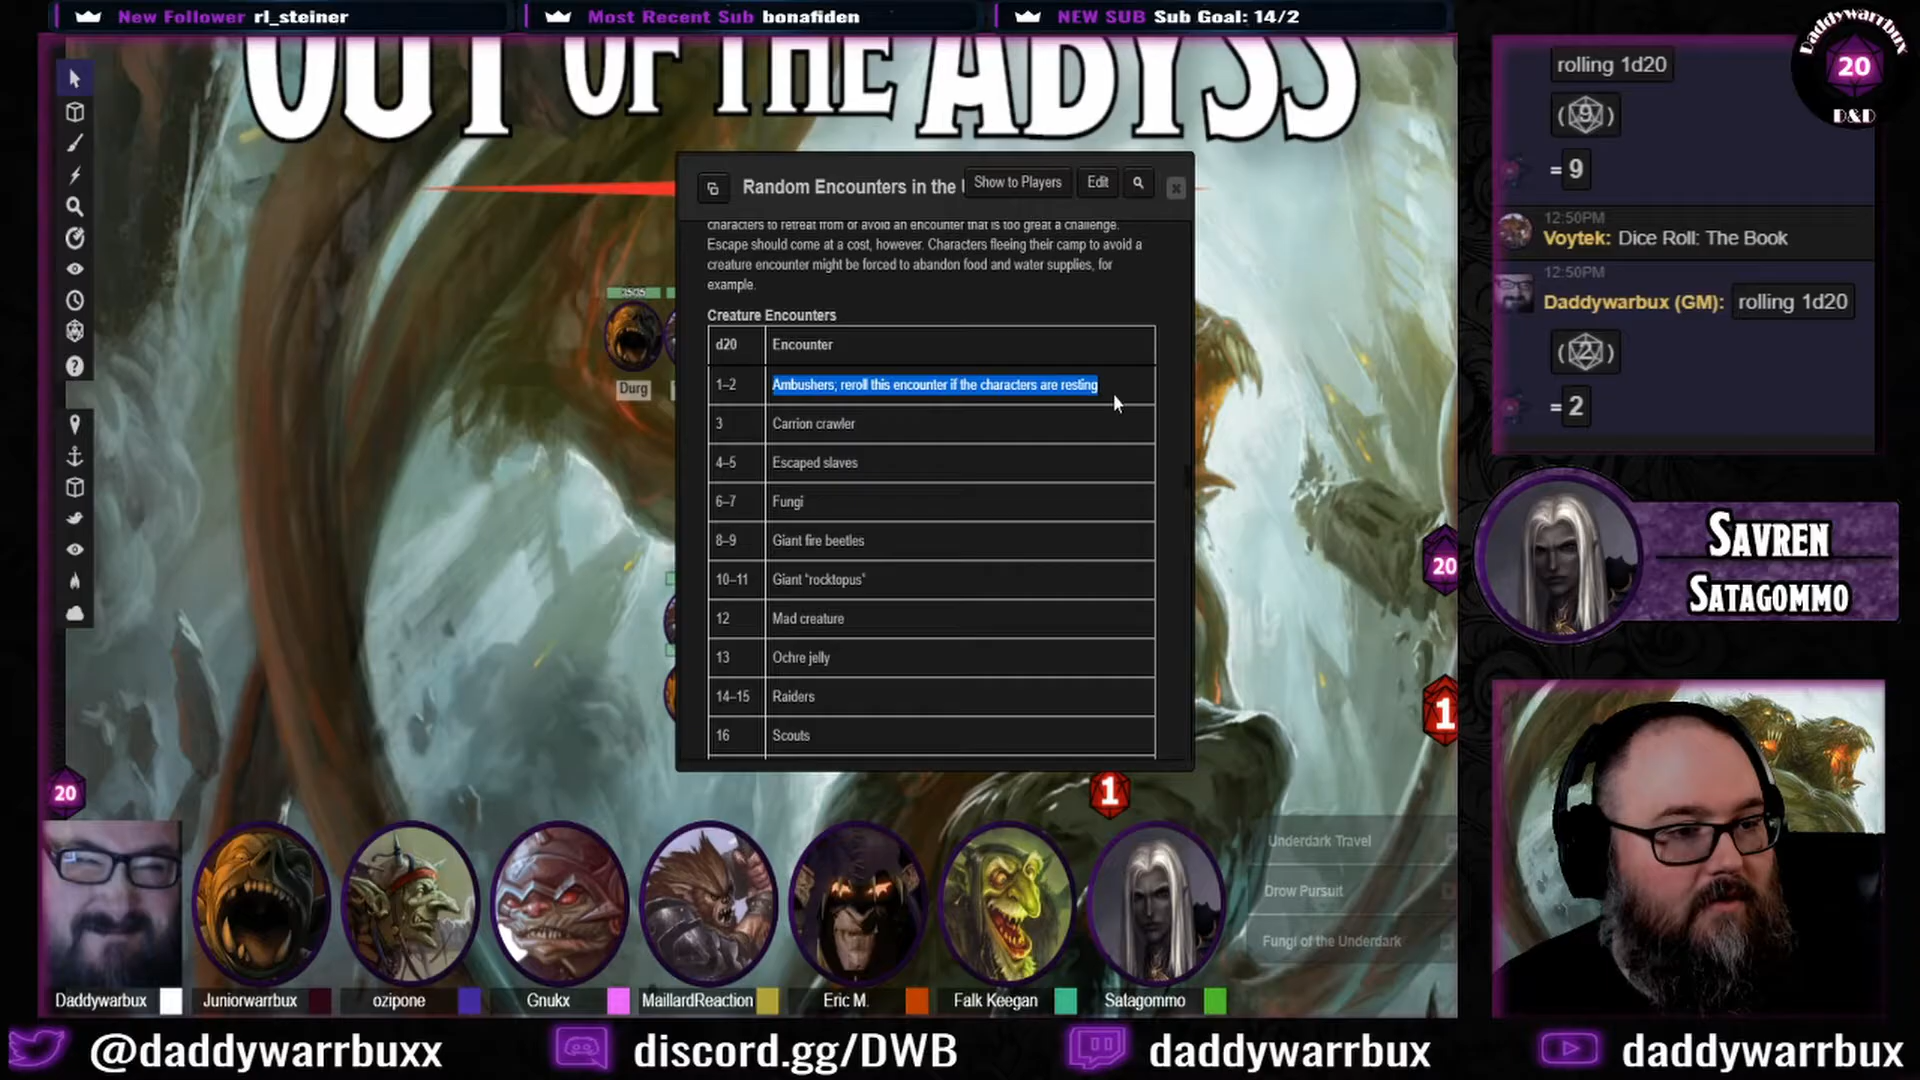 New Follower rl_steiner
Most Recent Sub bonafiden
NEW SUB Sub Goal: 14/2
OUT OF THE ABYSS
Daddywarrbux
20
D&D
rolling 1d20
(9)
= 9
12:50PM
Voytek: Dice Roll: The Book
12:50PM
Daddywarbux (GM): rolling 1d20
(2)
= 2
Random Encounters in the
Show to Players
Edit
characters to retreat from or avoid an encounter that is too great a challenge.
Escape should come at a cost, however. Characters fleeing their camp to avoid a
creature encounter might be forced to abandon food and water supplies, for
example.
Creature Encounters
d20 Encounter
1–2 Ambushers; reroll this encounter if the characters are resting
3 Carrion crawler
4–5 Escaped slaves
6–7 Fungi
8–9 Giant fire beetles
10–11 Giant "rocktopus"
12 Mad creature
13 Ochre jelly
14–15 Raiders
16 Scouts
35/35
Durg
20
1
20
1
SAVREN
SATAGOMMO
Underdark Travel
Drow Pursuit
Fungi of the Underdark
Daddywarbux
Juniorwarrbux
ozipone
Gnukx
MaillardReaction
Eric M.
Falk Keegan
Satagommo
@daddywarrbuxx
discord.gg/DWB
daddywarrbux
daddywarrbux